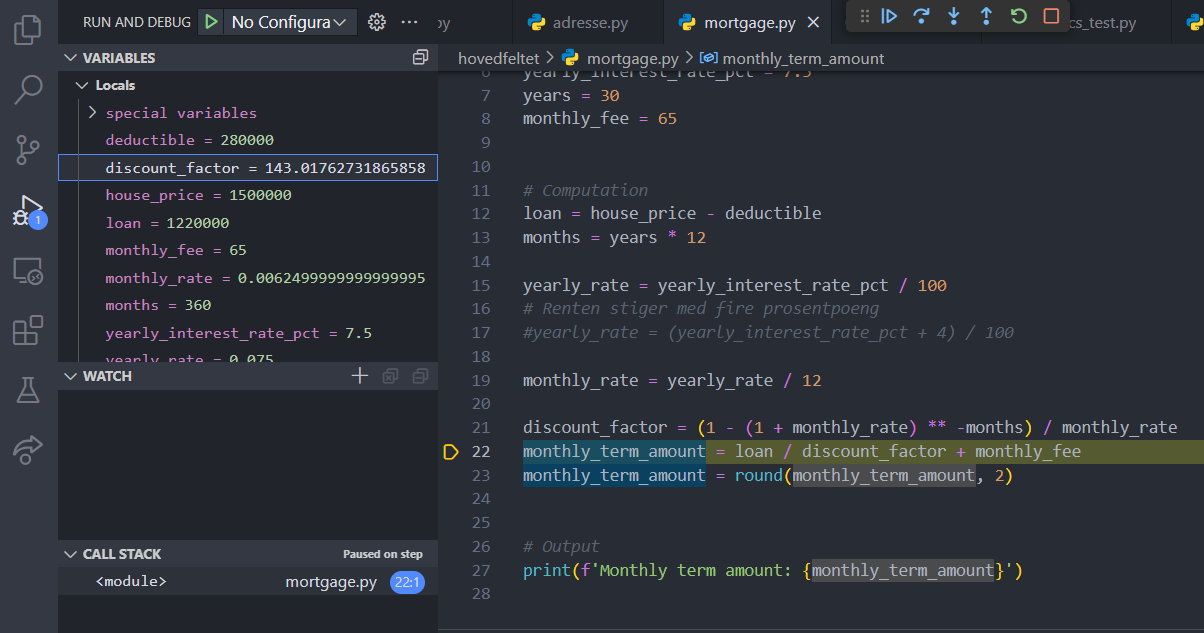 RUN AND DEBUG No Configura ... py adresse.py mortgage.py cs_test.py
VARIABLES
hovedfeltet > mortgage.py > monthly_term_amount
Locals
special variables
deductible = 280000
discount_factor = 143.01762731865858
house_price = 1500000
loan = 1220000
monthly_fee = 65
monthly_rate = 0.0062499999999999995
months = 360
yearly_interest_rate_pct = 7.5
yearly_rate = 0.075
WATCH
CALL STACK Paused on step
<module> mortgage.py 22:1
1
6 yearly_interest_rate_pct = 7.5
7 years = 30
8 monthly_fee = 65
9
10
11 # Computation
12 loan = house_price - deductible
13 months = years * 12
14
15 yearly_rate = yearly_interest_rate_pct / 100
16 # Renten stiger med fire prosentpoeng
17 #yearly_rate = (yearly_interest_rate_pct + 4) / 100
18
19 monthly_rate = yearly_rate / 12
20
21 discount_factor = (1 - (1 + monthly_rate) ** -months) / monthly_rate
22 monthly_term_amount = loan / discount_factor + monthly_fee
23 monthly_term_amount = round(monthly_term_amount, 2)
24
25
26 # Output
27 print(f'Monthly term amount: {monthly_term_amount}')
28